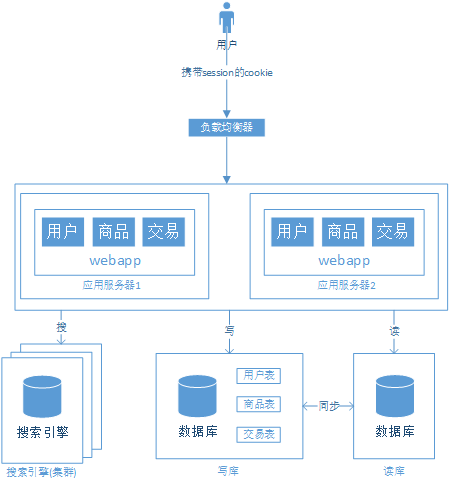 用户
携带session的cookie
负载均衡器
用户 商品 交易
webapp
应用服务器1
用户 商品 交易
webapp
应用服务器2
搜
写
读
搜索引擎
搜索引擎(集群)
数据库
用户表
商品表
交易表
写库
同步
数据库
读库